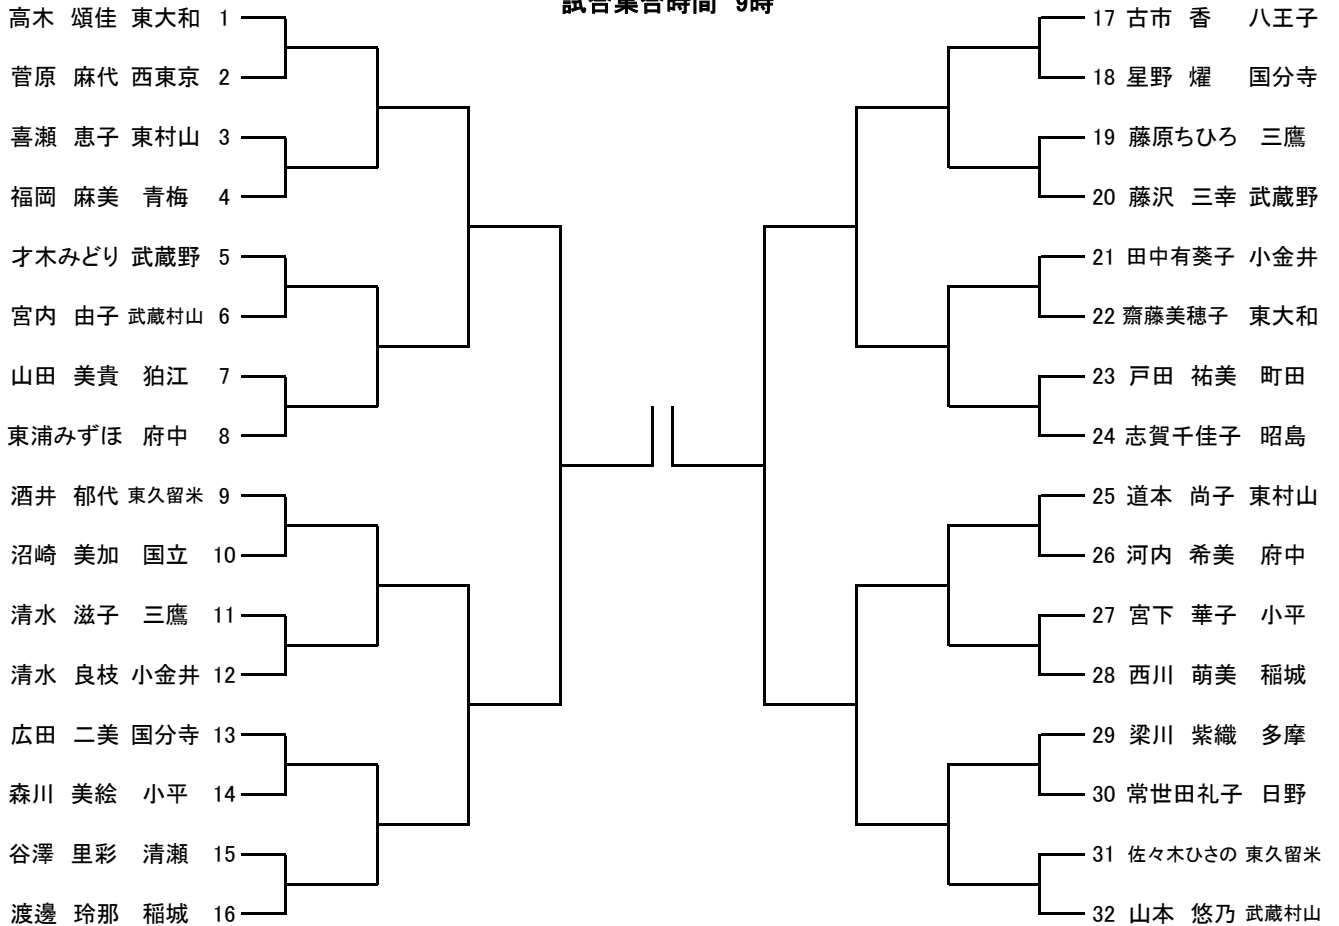 試合集合時間 9時
高木 頌佳 東大和 1
菅原 麻代 西東京 2
喜瀬 恵子 東村山 3
福岡 麻美 青梅 4
才木みどり 武蔵野 5
宮内 由子 武蔵村山 6
山田 美貴 狛江 7
東浦みずほ 府中 8
酒井 郁代 東久留米 9
沼崎 美加 国立 10
清水 滋子 三鷹 11
清水 良枝 小金井 12
広田 二美 国分寺 13
森川 美絵 小平 14
谷澤 里彩 清瀬 15
渡邊 玲那 稲城 16
17 古市 香 八王子
18 星野 燿 国分寺
19 藤原ちひろ 三鷹
20 藤沢 三幸 武蔵野
21 田中有葵子 小金井
22 齋藤美穂子 東大和
23 戸田 祐美 町田
24 志賀千佳子 昭島
25 道本 尚子 東村山
26 河内 希美 府中
27 宮下 華子 小平
28 西川 萌美 稲城
29 梁川 紫織 多摩
30 常世田礼子 日野
31 佐々木ひさの 東久留米
32 山本 悠乃 武蔵村山